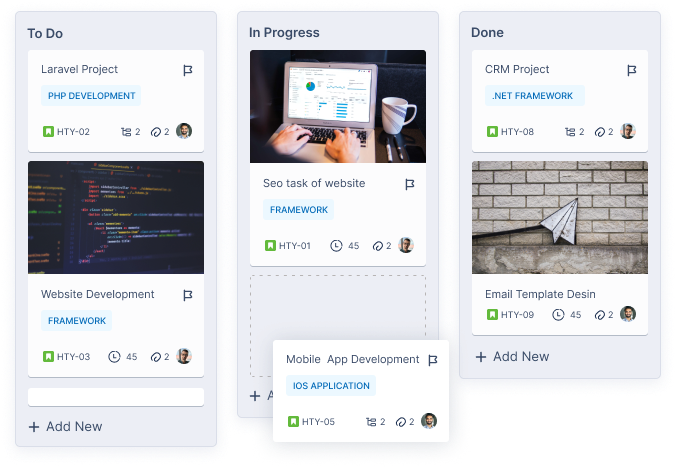 To Do
Laravel Project
PHP DEVELOPMENT
HTY-02 2 2
Website Development
FRAMEWORK
HTY-03 45 2
+ Add New
In Progress
Seo task of website
FRAMEWORK
HTY-01 45 2
+ A
Mobile App Development
IOS APPLICATION
HTY-05 2 2
Done
CRM Project
.NET FRAMEWORK
HTY-08 2 2
Email Template Desin
HTY-09 45 2
+ Add New